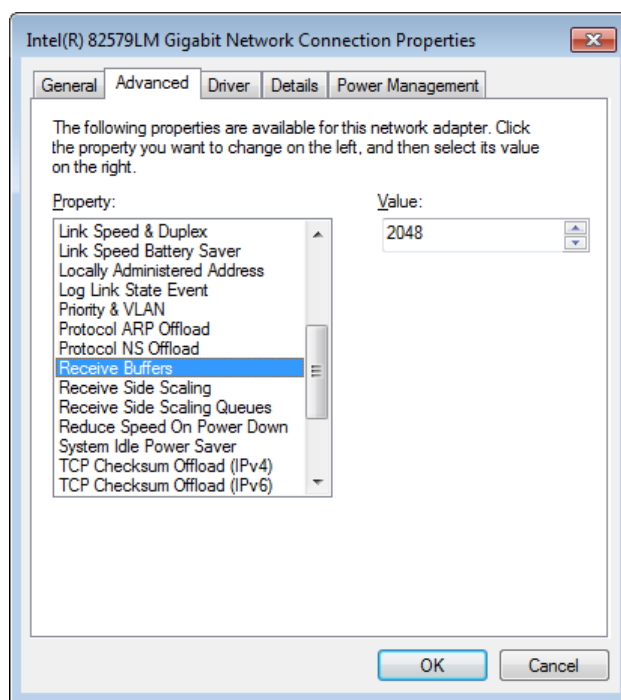 Intel(R) 82579LM Gigabit Network Connection Properties
General Advanced Driver Details Power Management
The following properties are available for this network adapter. Click
the property you want to change on the left, and then select its value
on the right.
Property:
Value:
Link Speed & Duplex
Link Speed Battery Saver
Locally Administered Address
Log Link State Event
Priority & VLAN
Protocol ARP Offload
Protocol NS Offload
Receive Buffers
Receive Side Scaling
Receive Side Scaling Queues
Reduce Speed On Power Down
System Idle Power Saver
TCP Checksum Offload (IPv4)
TCP Checksum Offload (IPv6)
2048
OK Cancel